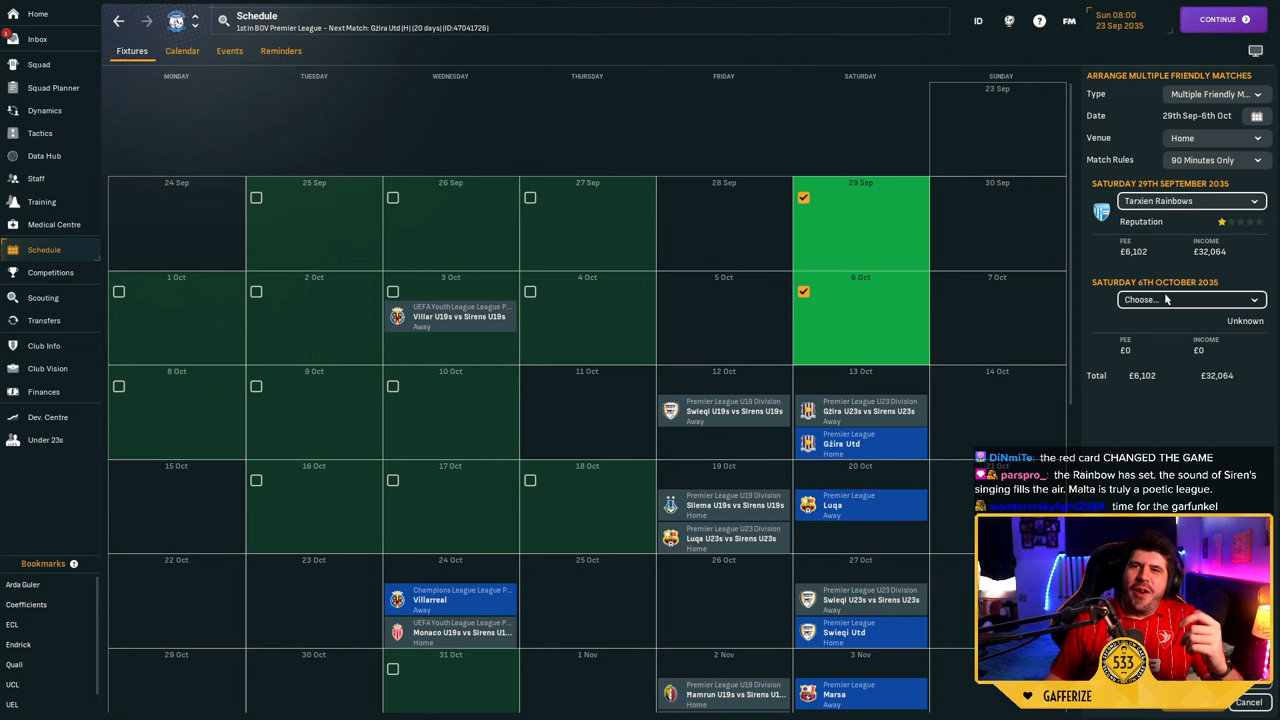 Home
1
Inbox
Squad
Squad Planner
Dynamics
Tactics
Data Hub
Staff
Training
Medical Centre
Schedule
Competitions
Scouting
Transfers
Club Info
Club Vision
Finances
Dev. Centre
Under 23s
Bookmarks ?
Arda Guler
Coefficients
ECL
Endrick
Quali
UCL
UEL
Schedule
1st in BOV Premier League - Next Match: Gżira Utd (H) (20 days) (ID:47041726)
ID
?
FM
Sun 08:00
23 Sep 2035
CONTINUE
Fixtures Calendar Events Reminders
MONDAY TUESDAY WEDNESDAY THURSDAY FRIDAY SATURDAY SUNDAY
23 Sep
24 Sep 25 Sep 26 Sep 27 Sep 28 Sep 29 Sep 30 Sep
1 Oct 2 Oct 3 Oct 4 Oct 5 Oct 6 Oct 7 Oct
UEFA Youth League League P...
Villar U19s vs Sirens U19s
Away
8 Oct 9 Oct 10 Oct 11 Oct 12 Oct 13 Oct 14 Oct
Premier League U19 Division
Swieqi U19s vs Sirens U19s
Away
Premier League U23 Division
Gżira U23s vs Sirens U23s
Away
Premier League
Gżira Utd
Home
15 Oct 16 Oct 17 Oct 18 Oct 19 Oct 20 Oct 21 Oct
Premier League U19 Division
Sliema U19s vs Sirens U19s
Home
Premier League U23 Division
Luqa U23s vs Sirens U23s
Home
Premier League
Luqa
Away
22 Oct 23 Oct 24 Oct 25 Oct 26 Oct 27 Oct
Champions League League P...
Villarreal
Away
UEFA Youth League League P...
Monaco U19s vs Sirens U1...
Home
Premier League U23 Division
Swieqi U23s vs Sirens U23s
Away
Premier League
Swieqi Utd
Home
29 Oct 30 Oct 31 Oct 1 Nov 2 Nov 3 Nov
Premier League U19 Division
Ħamrun U19s vs Sirens U1...
Home
Premier League
Marsa
Away
ARRANGE MULTIPLE FRIENDLY MATCHES
Type Multiple Friendly M...
Date 29th Sep-6th Oct
Venue Home
Match Rules 90 Minutes Only
SATURDAY 29TH SEPTEMBER 2035
Tarxien Rainbows
Reputation
FEE INCOME
£6,102 £32,064
SATURDAY 6TH OCTOBER 2035
Choose...
Unknown
FEE INCOME
£0 £0
Total £6,102 £32,064
DiNmiTe: the red card CHANGED THE GAME
parspro_: the Rainbow has set. the sound of Siren's
singing fills the air. Malta is truly a poetic league.
wandererskylight2024 time for the garfunkel
533
GAFFERIZE
Cancel